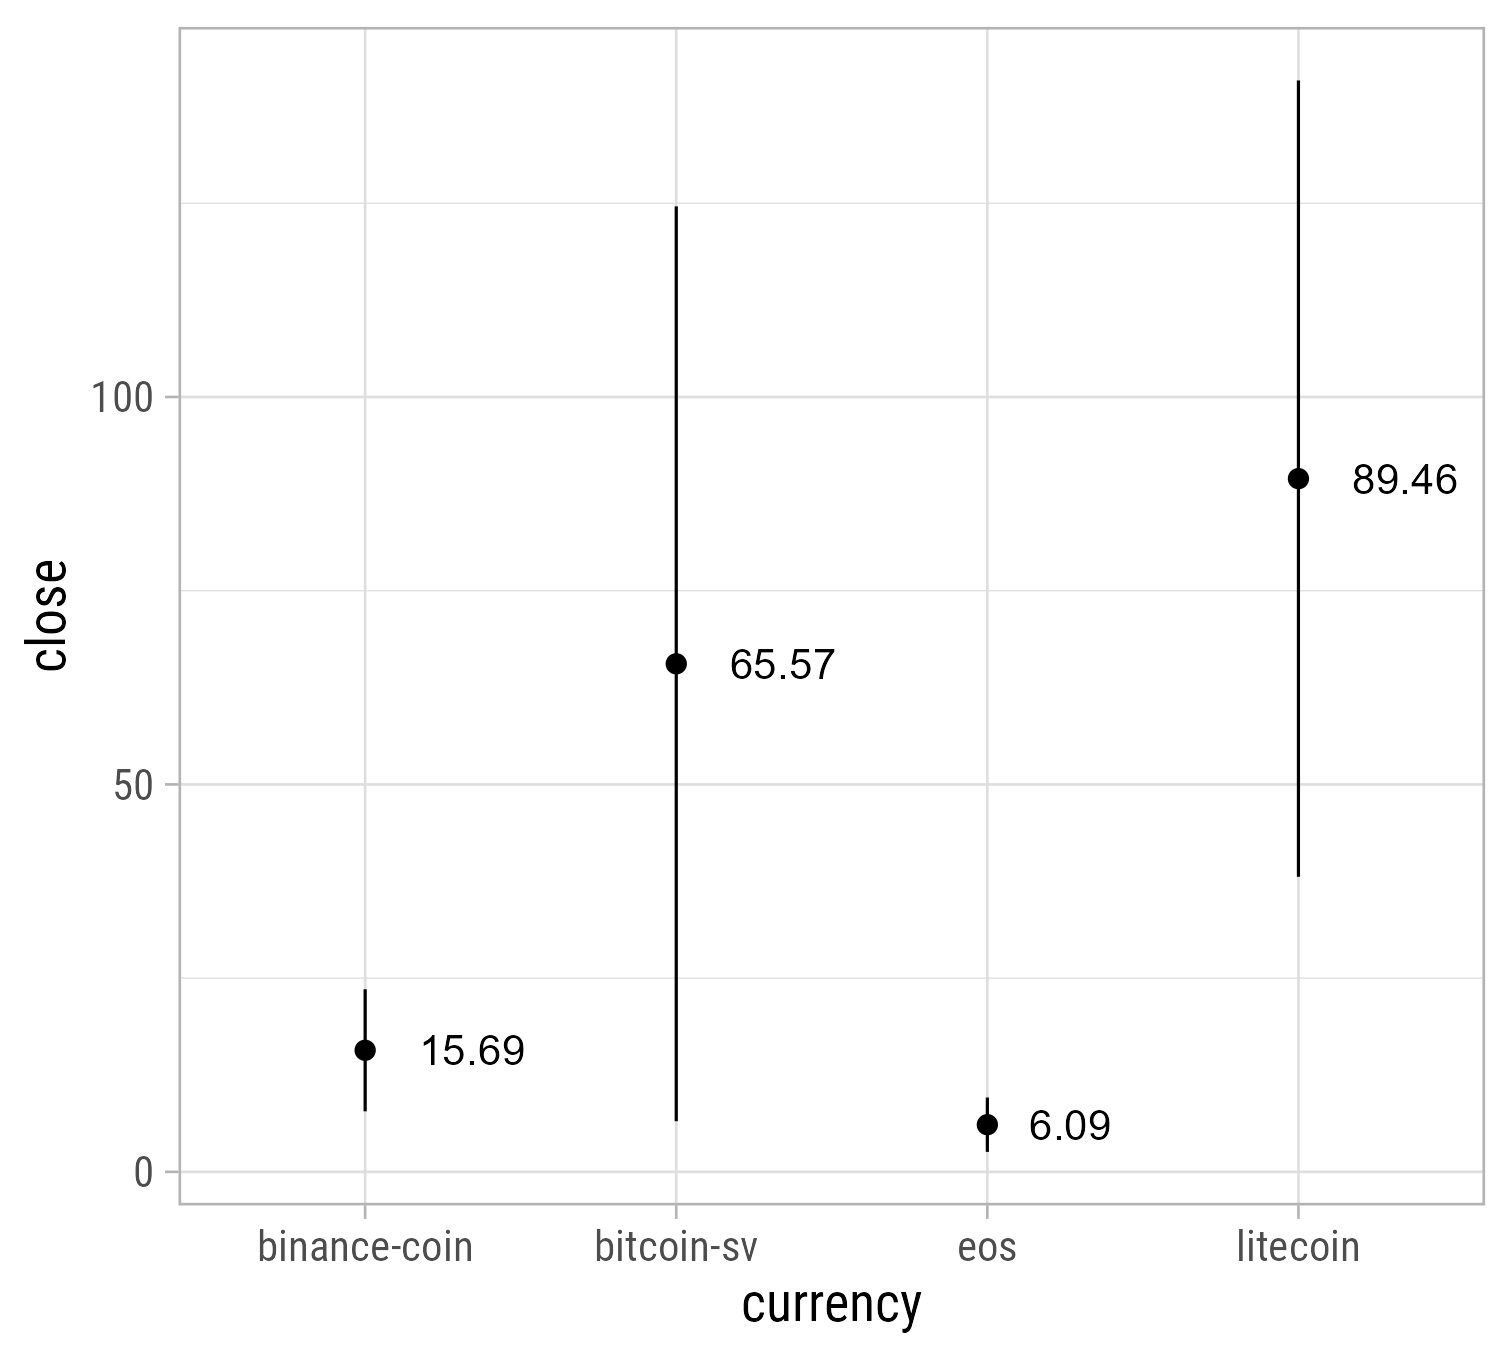 close
100
50
0
89.46
65.57
15.69
6.09
binance-coin
bitcoin-sv
eos
litecoin
currency